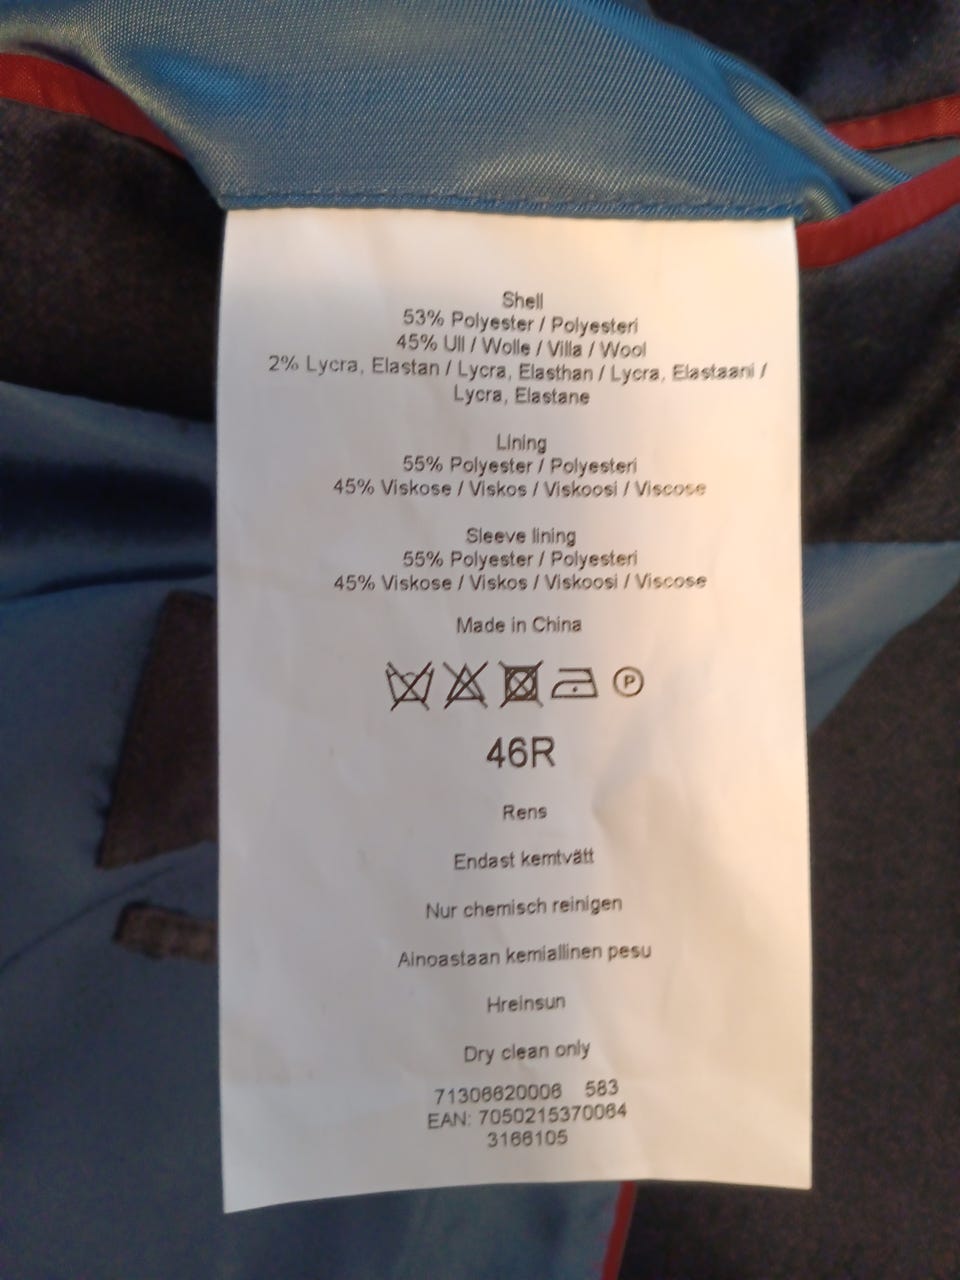 Shell
53% Polyester / Polyesteri
45% Ull / Wolle / Villa / Wool
2% Lycra, Elastan / Lycra, Elasthan / Lycra, Elastaani /
Lycra, Elastane
Lining
55% Polyester / Polyesteri
45% Viskose / Viskos / Viskoosi / Viscose
Sleeve lining
55% Polyester / Polyesteri
45% Viskose / Viskos / Viskoosi / Viscose
Made in China
P
46R
Rens
Endast kemtvätt
Nur chemisch reinigen
Ainoastaan kemiallinen pesu
Hreinsun
Dry clean only
71306620006 583
EAN: 7050215370064
3166105